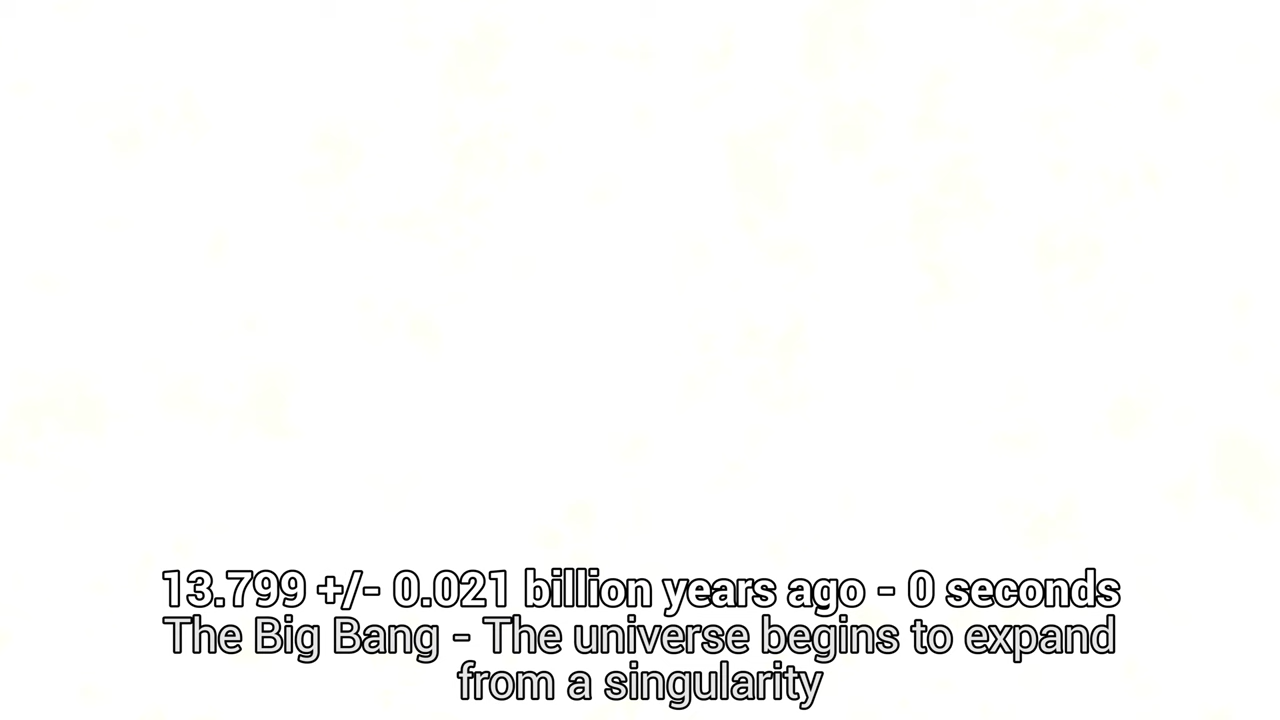 13.799 +/- 0.021 billion years ago - 0 seconds
The Big Bang - The universe begins to expand
from a singularity